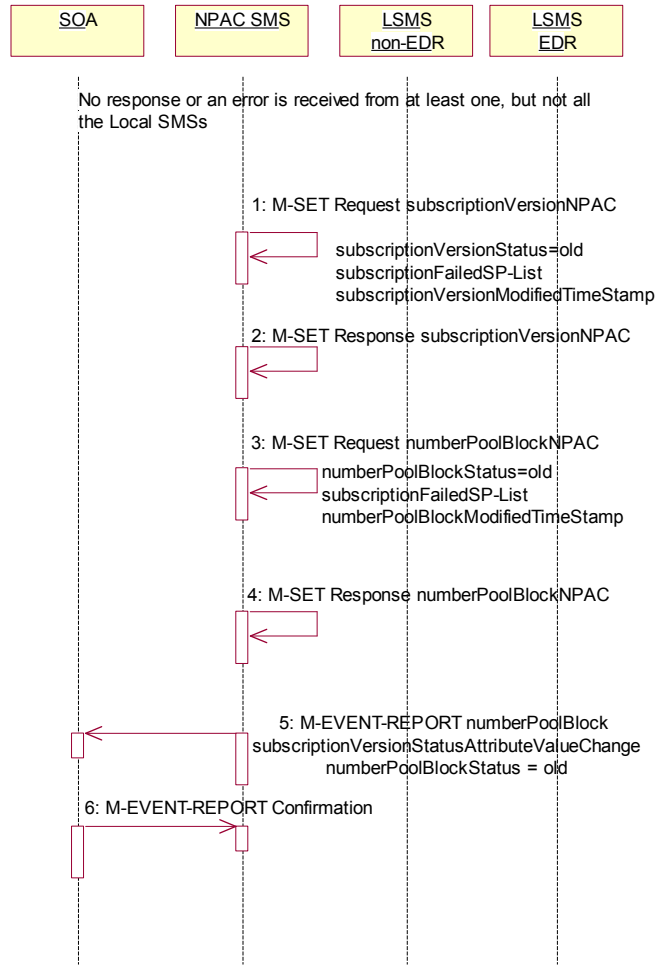 SOA
NPAC SMS
LSMS
non-EDR
LSMS
EDR
No response or an error is received from at least one, but not all
the Local SMSs
1: M-SET Request subscriptionVersionNPAC
subscriptionVersionStatus=old
subscriptionFailedSP-List
subscriptionVersionModifiedTimeStamp
2: M-SET Response subscriptionVersionNPAC
3: M-SET Request numberPoolBlockNPAC
numberPoolBlockStatus=old
subscriptionFailedSP-List
numberPoolBlockModifiedTimeStamp
4: M-SET Response numberPoolBlockNPAC
5: M-EVENT-REPORT numberPoolBlock
subscriptionVersionStatusAttributeValueChange
numberPoolBlockStatus = old
6: M-EVENT-REPORT Confirmation